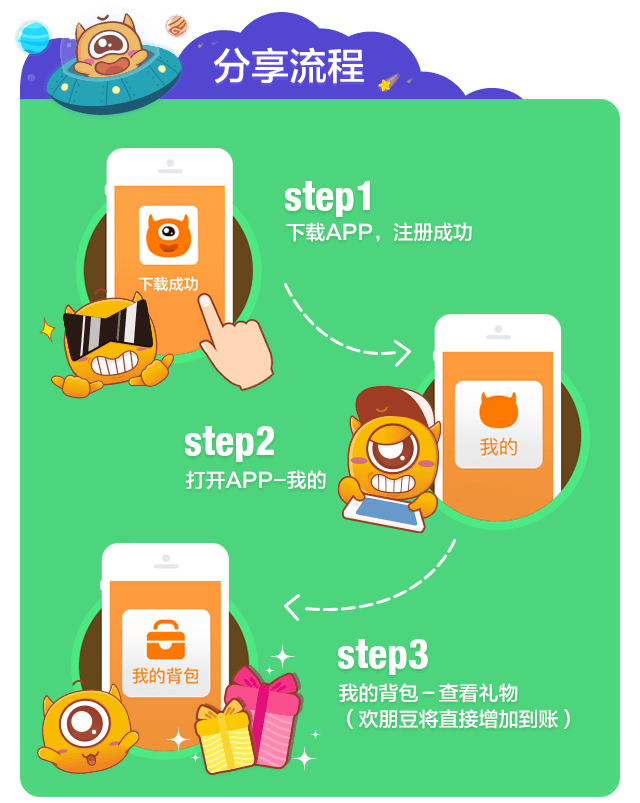 分享流程
step1
下载APP，注册成功
下载成功
step2
打开APP-我的
我的
step3
我的背包-查看礼物
（欢朋豆将直接增加到账）
我的背包